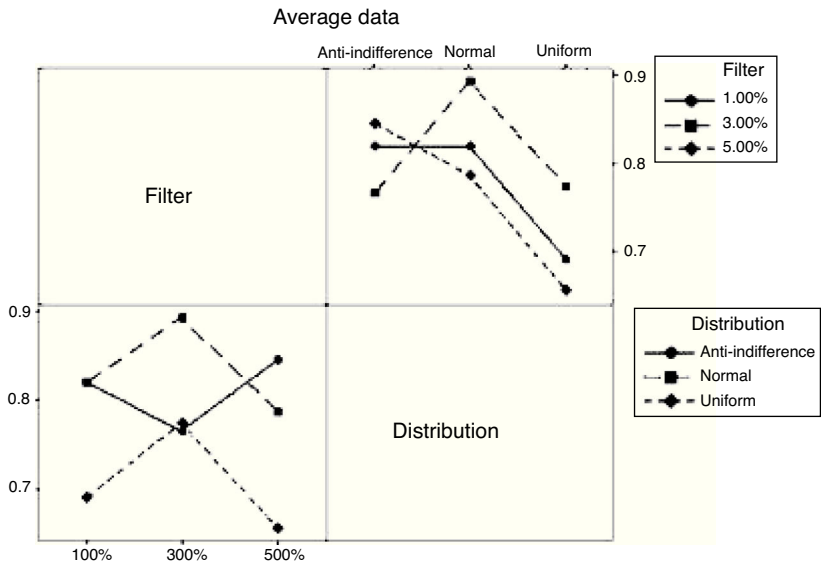 Average data
Anti-indifference Normal Uniform
Filter
1.00%
3.00%
5.00%
0.9
0.8
0.7
Filter
0.9
0.8
0.7
Distribution
Distribution
Anti-indifference
Normal
Uniform
100% 300% 500%